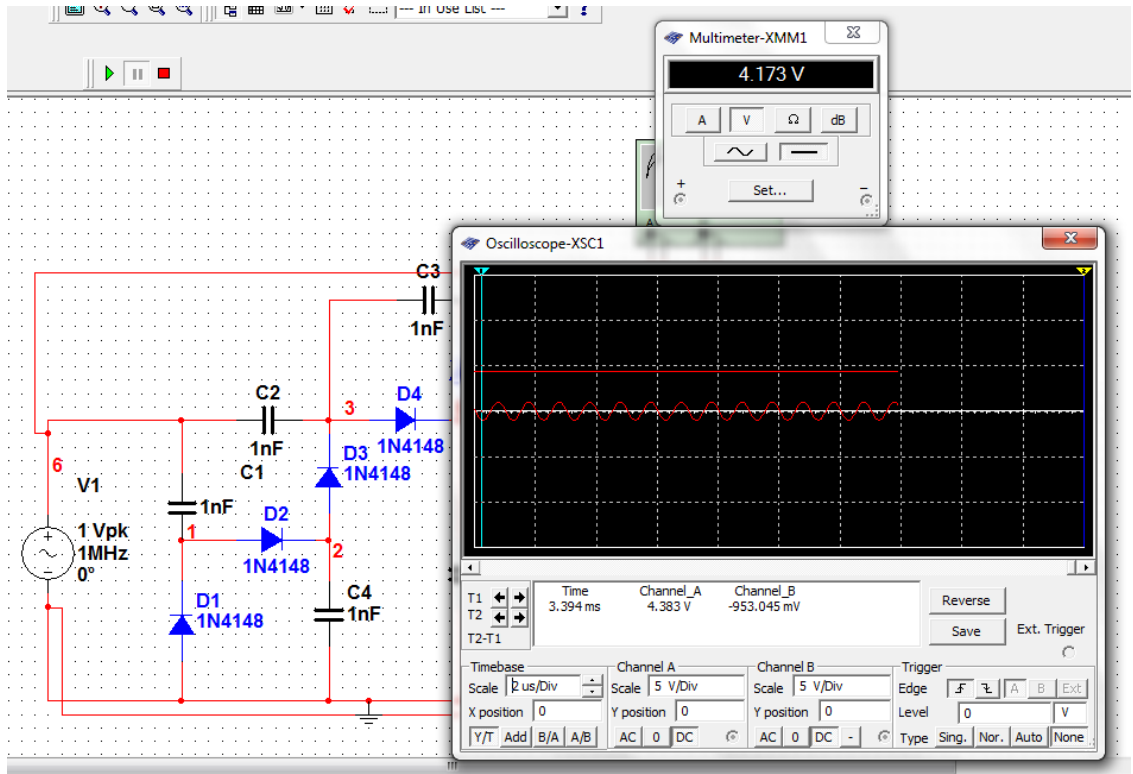 --- In Use List ---
Multimeter-XMM1
4.173 V
A V Ω dB
+ −
Set...
Oscilloscope-XSC1
C3
1nF
C2
1nF
3
D4
1N4148
D3
1N4148
6
V1
1 Vpk
1MHz
0°
C1
1nF
1
D2
1N4148
2
D1
1N4148
C4
1nF
Time Channel_A Channel_B
T1 3.394 ms 4.383 V -953.045 mV
T2
T2-T1
Reverse
Save
Ext. Trigger
Timebase
Scale 2 us/Div
X position 0
Y/T Add B/A A/B
Channel A
Scale 5 V/Div
Y position 0
AC 0 DC
Channel B
Scale 5 V/Div
Y position 0
AC 0 DC -
Trigger
Edge A B Ext
Level 0 V
Type Sing. Nor. Auto None